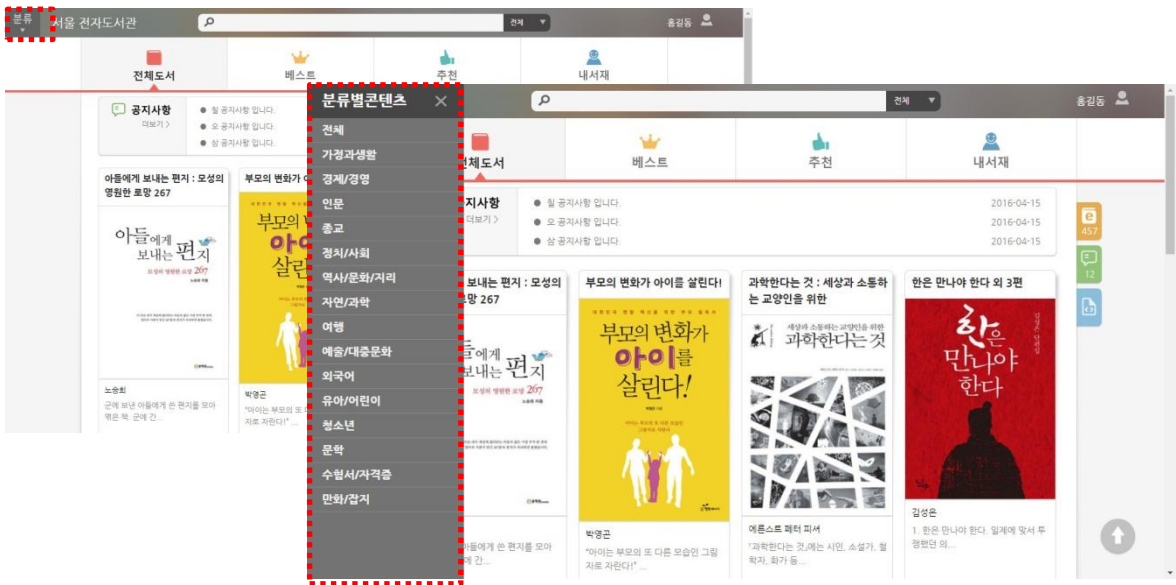 분류
서울 전자도서관
전체
홍길동
전체도서
베스트
추천
내서재
공지사항
더보기 >
● 칠 공지사항 입니다.
● 오 공지사항 입니다.
● 삼 공지사항 입니다.
아들에게 보내는 편지 : 모성의
영원한 로망 267
부모의 변화가
아들에게
보내는 편지
모성의 영원한 로망 267
노승희
군에 보낸 아들에게 쓴 편지를 모아
엮은 책. 군에 간...
박영곤
"아이는 부모의 또
자로 자란다!" ...
분류별콘텐츠 ×
전체
가정과생활
경제/경영
인문
종교
정치/사회
역사/문화/지리
자연/과학
여행
예술/대중문화
외국어
유아/어린이
청소년
문학
수험서/자격증
만화/잡지
전체
홍길동
전체도서
베스트
추천
내서재
지사항
더보기 >
● 칠 공지사항 입니다. 2016-04-15
● 오 공지사항 입니다. 2016-04-15
● 삼 공지사항 입니다. 2016-04-15
457
12
보내는 편지 : 모성의
로망 267
에게
보내는 편지
모성의 영원한 로망 267
아들에게 쓴 편지를 모아
에 간...
부모의 변화가 아이를 살린다!
부모의 변화가
아이를
살린다!
박영곤
"아이는 부모의 또 다른 모습인 그림
자로 자란다!" ...
과학한다는 것 : 세상과 소통하
는 교양인을 위한
세상과 소통하는 교양인을 위한
과학한다는 것
에른스트 페터 피셔
『과학한다는 것』에는 시인, 소설가, 철
학자, 화가 등...
한은 만나야 한다 외 3편
한은
만나야
한다
김성은
1. 한은 만나야 한다. 일제에 맞서 투
쟁했던 의...